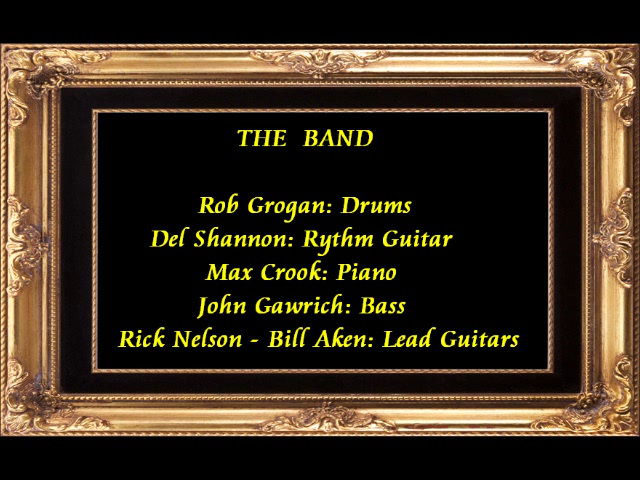 THE BAND
Rob Grogan: Drums
Del Shannon: Rythm Guitar
Max Crook: Piano
John Gawrich: Bass
Rick Nelson - Bill Aken: Lead Guitars